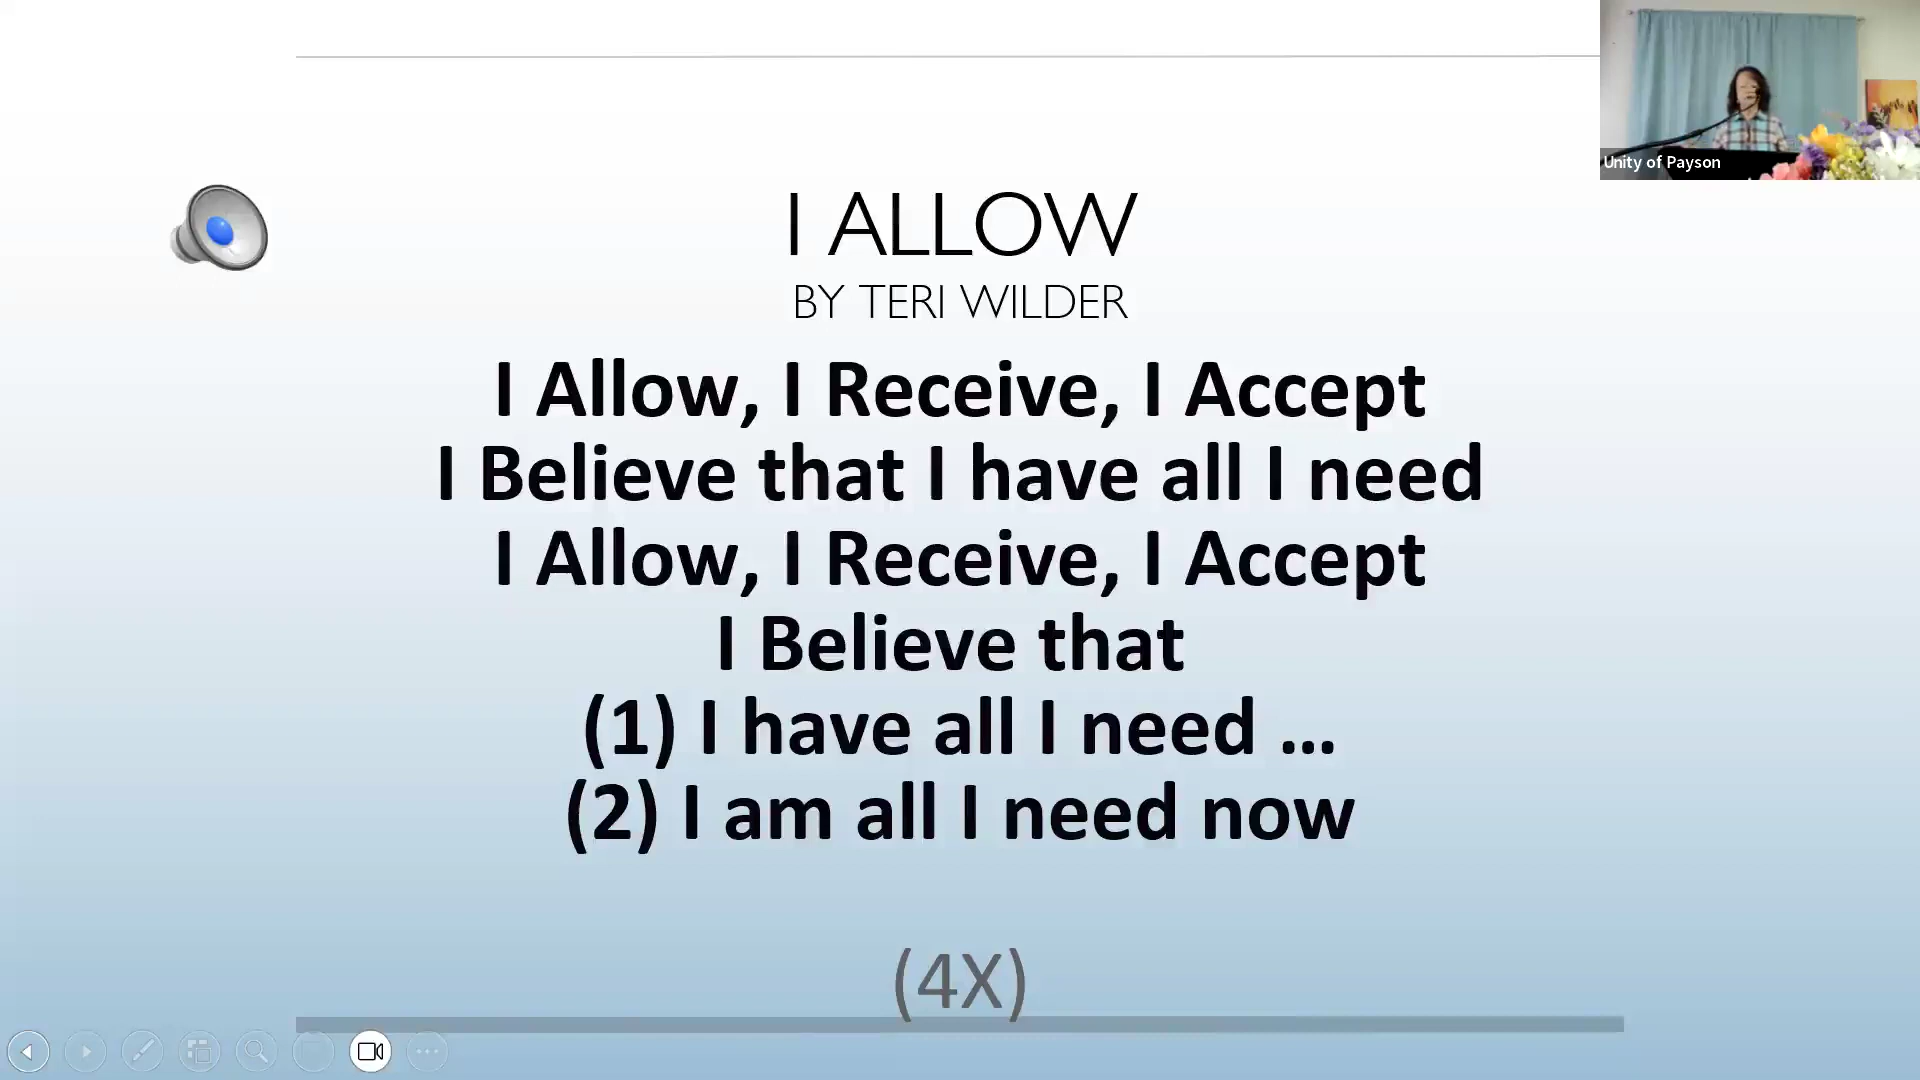 Unity of Payson
I ALLOW
BY TERI WILDER
I Allow, I Receive, I Accept
I Believe that I have all I need
I Allow, I Receive, I Accept
I Believe that
(1) I have all I need ...
(2) I am all I need now
(4X)